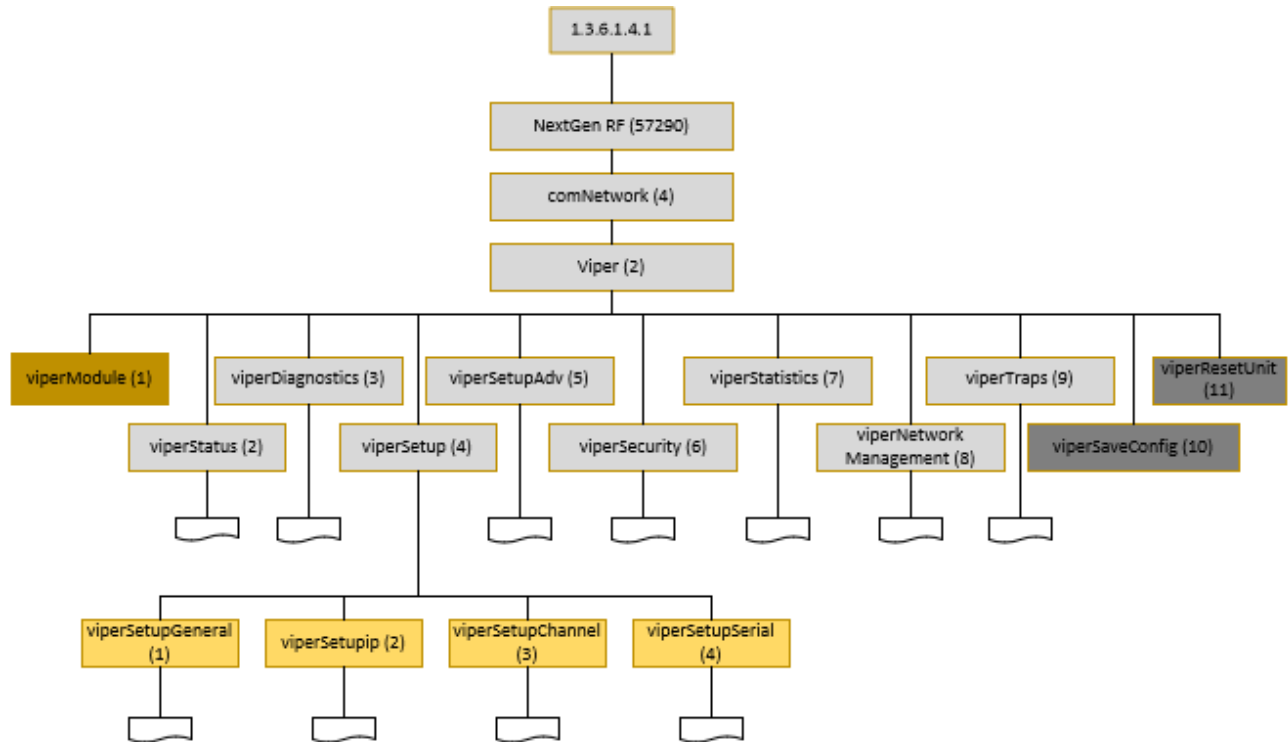 1.3.6.1.4.1
NextGen RF (57290)
comNetwork (4)
Viper (2)
viperModule (1)
viperDiagnostics (3)
viperSetupAdv (5)
viperStatistics (7)
viperTraps (9)
viperResetUnit
(11)
viperStatus (2)
viperSetup (4)
viperSecurity (6)
viperNetwork
Management (8)
viperSaveConfig (10)
viperSetupGeneral
(1)
viperSetupip (2)
viperSetupChannel
(3)
viperSetupSerial
(4)